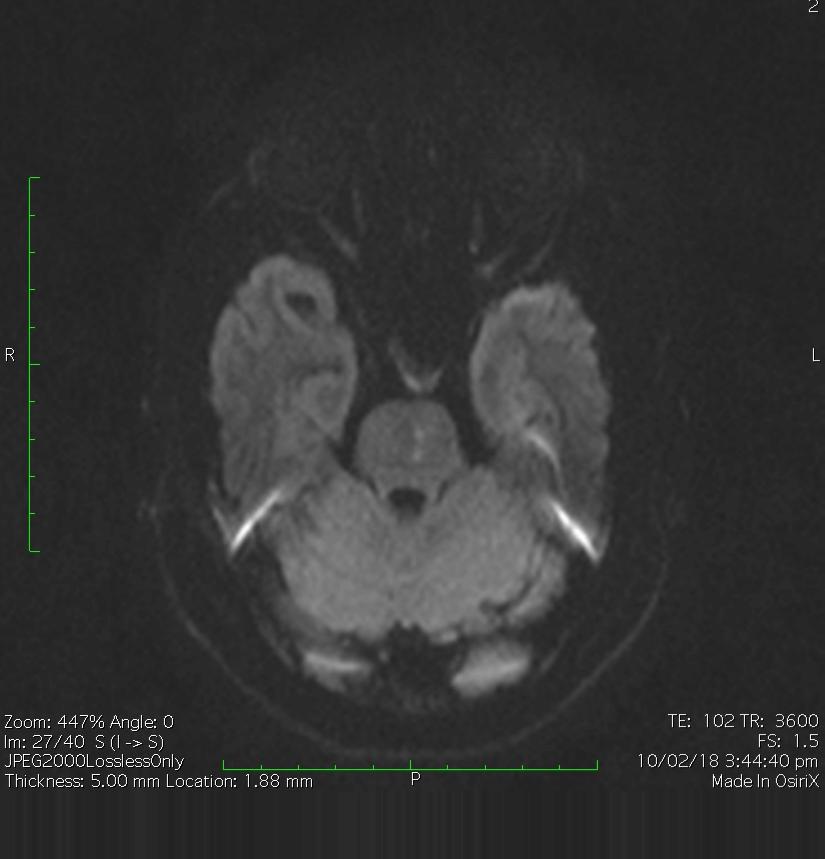 2
R
L
Zoom: 447% Angle: 0
Im: 27/40 S (I -> S)
JPEG2000LosslessOnly
Thickness: 5.00 mm Location: 1.88 mm
P
TE: 102 TR: 3600
FS: 1.5
10/02/18 3:44:40 pm
Made In OsiriX